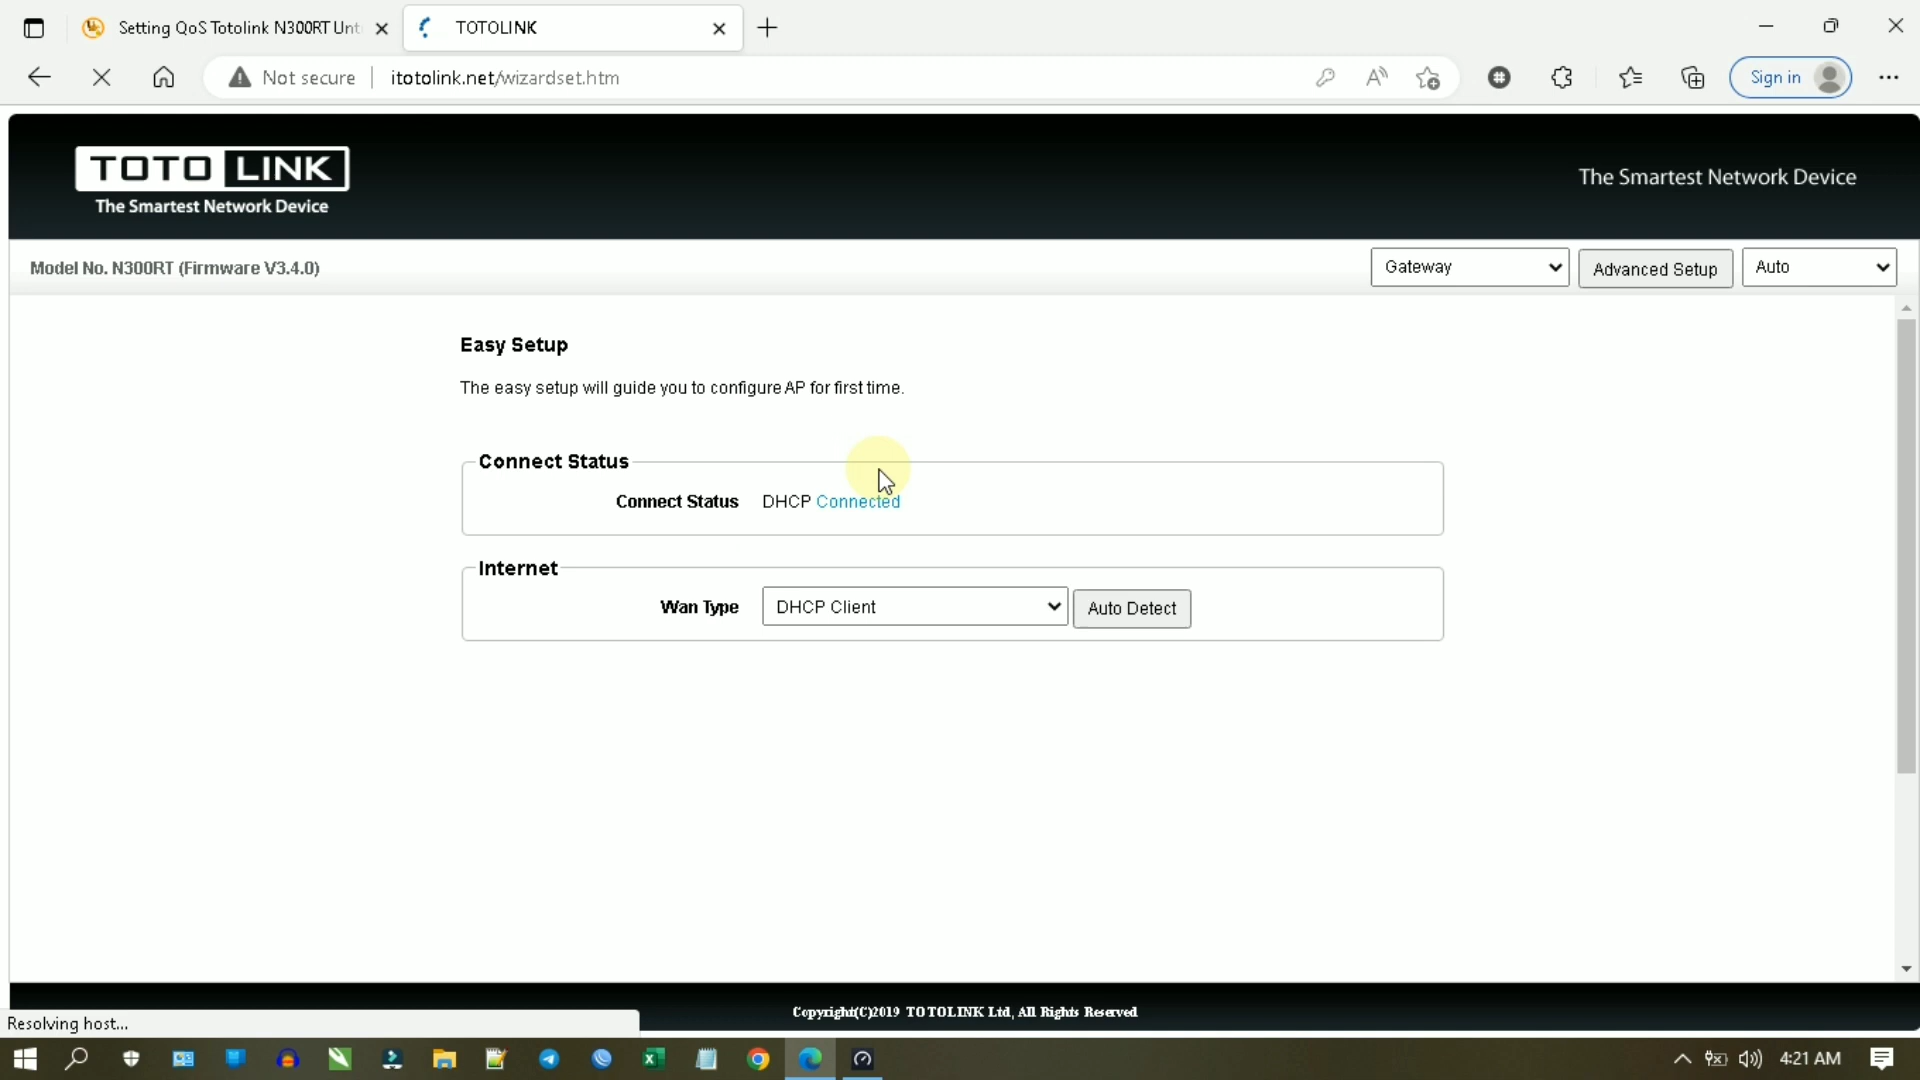 Setting QoS Totolink N300RT Unt
TOTOLINK
Not secure
itotolink.net/wizardset.htm
Sign in
TOTO LINK
The Smartest Network Device
The Smartest Network Device
Model No. N300RT (Firmware V3.4.0)
Gateway
Advanced Setup
Auto
Easy Setup
The easy setup will guide you to configure AP for first time.
Connect Status
Connect Status DHCP Connected
Internet
Wan Type DHCP Client Auto Detect
Copyright(C)2019 TOTOLINK Ltd, All Rights Reserved
Resolving host...
4:21 AM